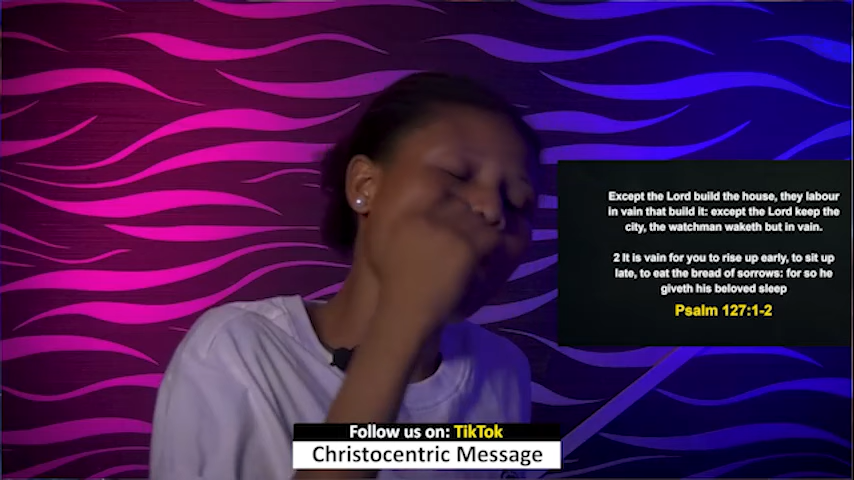 Except the Lord build the house, they labour
in vain that build it: except the Lord keep the
city, the watchman waketh but in vain.
2 It is vain for you to rise up early, to sit up
late, to eat the bread of sorrows: for so he
giveth his beloved sleep
Psalm 127:1-2
Follow us on: TikTok
Christocentric Message